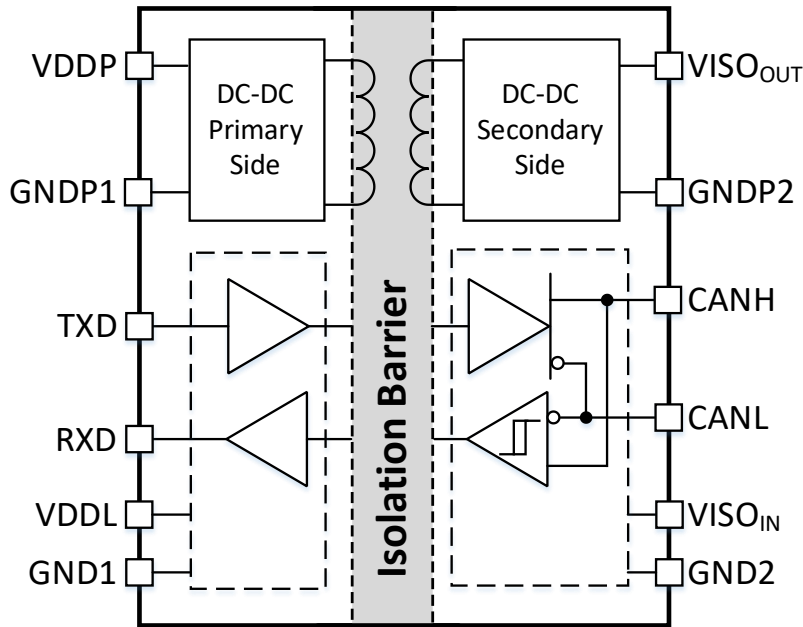 VDDP
GNDP1
TXD
RXD
VDDL
GND1
DC-DC
Primary
Side
Isolation Barrier
DC-DC
Secondary
Side
VISOOUT
GNDP2
CANH
CANL
VISOIN
GND2